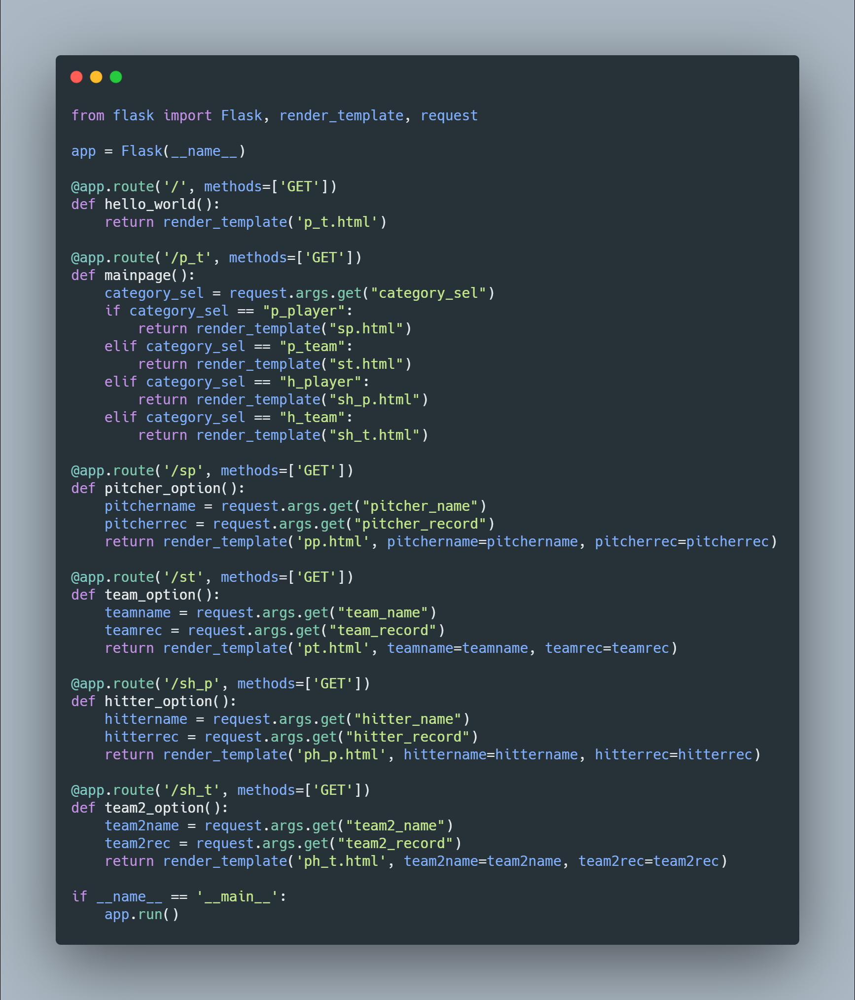 from flask import Flask, render_template, request

app = Flask(__name__)

@app.route('/', methods=['GET'])
def hello_world():
    return render_template('p_t.html')

@app.route('/p_t', methods=['GET'])
def mainpage():
    category_sel = request.args.get("category_sel")
    if category_sel == "p_player":
        return render_template("sp.html")
    elif category_sel == "p_team":
        return render_template("st.html")
    elif category_sel == "h_player":
        return render_template("sh_p.html")
    elif category_sel == "h_team":
        return render_template("sh_t.html")

@app.route('/sp', methods=['GET'])
def pitcher_option():
    pitchername = request.args.get("pitcher_name")
    pitcherrec = request.args.get("pitcher_record")
    return render_template('pp.html', pitchername=pitchername, pitcherrec=pitcherrec)

@app.route('/st', methods=['GET'])
def team_option():
    teamname = request.args.get("team_name")
    teamrec = request.args.get("team_record")
    return render_template('pt.html', teamname=teamname, teamrec=teamrec)

@app.route('/sh_p', methods=['GET'])
def hitter_option():
    hittername = request.args.get("hitter_name")
    hitterrec = request.args.get("hitter_record")
    return render_template('ph_p.html', hittername=hittername, hitterrec=hitterrec)

@app.route('/sh_t', methods=['GET'])
def team2_option():
    team2name = request.args.get("team2_name")
    team2rec = request.args.get("team2_record")
    return render_template('ph_t.html', team2name=team2name, team2rec=team2rec)

if __name__ == '__main__':
    app.run()